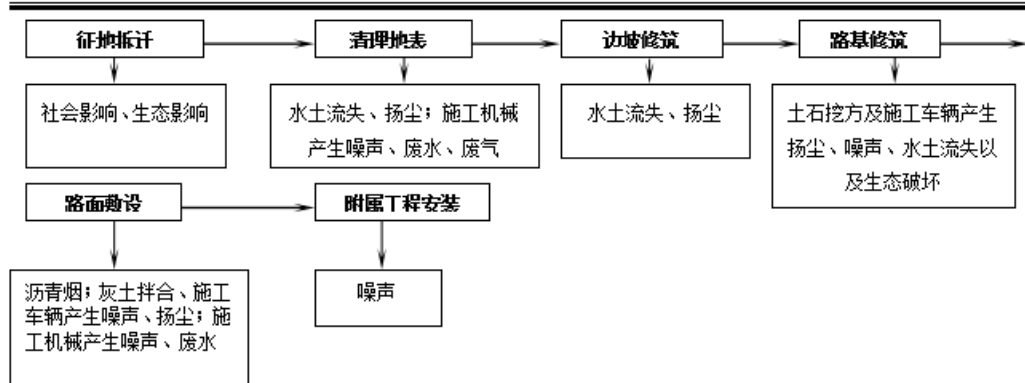 征地拆迁
清理地表
边坡修筑
路基修筑
社会影响、生态影响
水土流失、扬尘；施工机械
产生噪声、废水、废气
水土流失、扬尘
土石挖方及施工车辆产生
扬尘、噪声、水土流失以
及生态破坏
路面敷设
附属工程安装
沥青烟；灰土拌合、施工
车辆产生噪声、扬尘；施
工机械产生噪声、废水
噪声